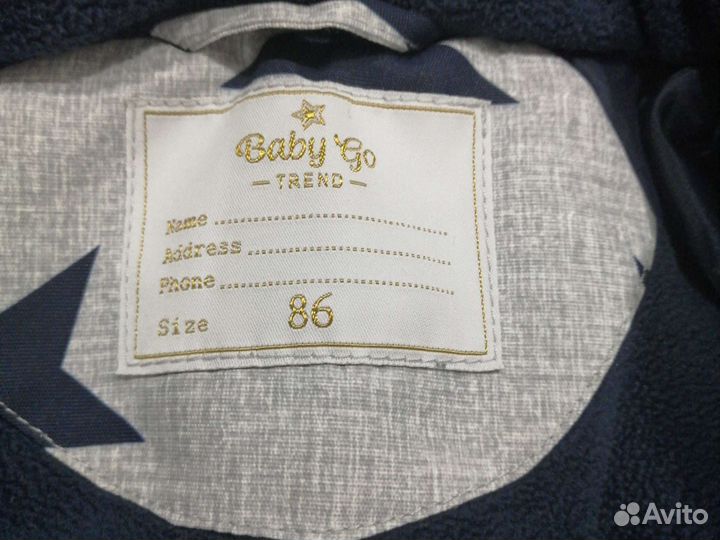 Baby Go
— TREND —
Name ........................................
Address ...................................
Phone ........................................
Size 86
Avito